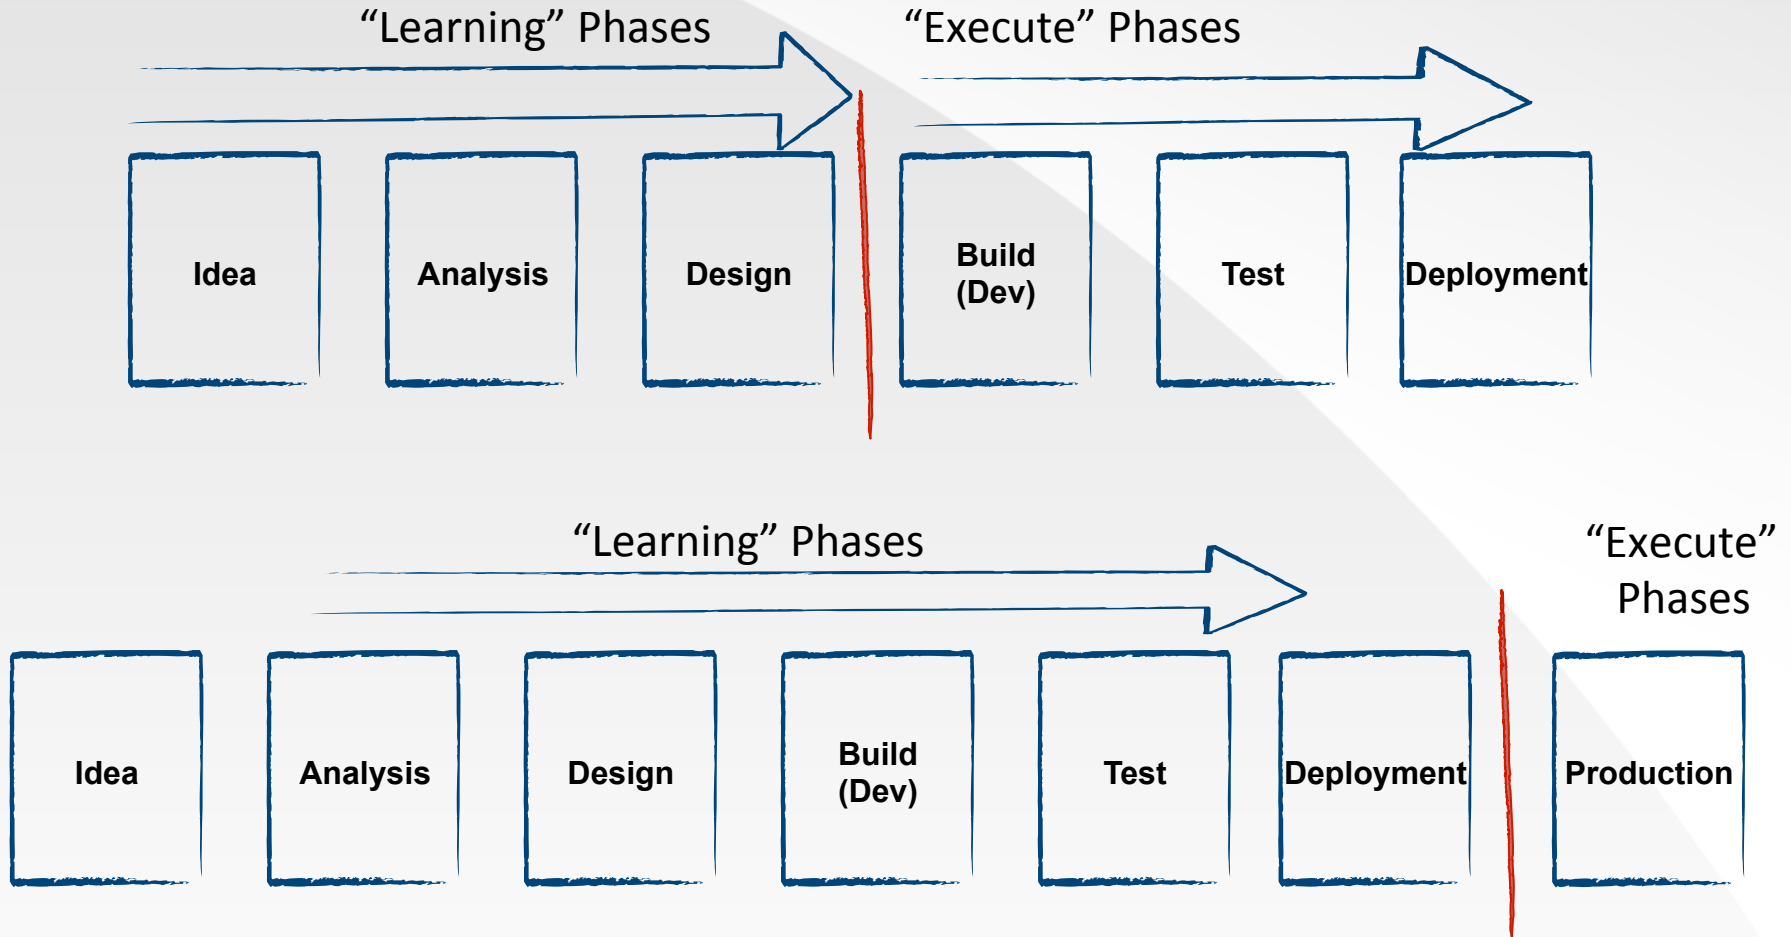 “Learning” Phases
“Execute” Phases
Idea
Analysis
Design
Build
(Dev)
Test
Deployment
“Learning” Phases
“Execute”
Phases
Idea
Analysis
Design
Build
(Dev)
Test
Deployment
Production